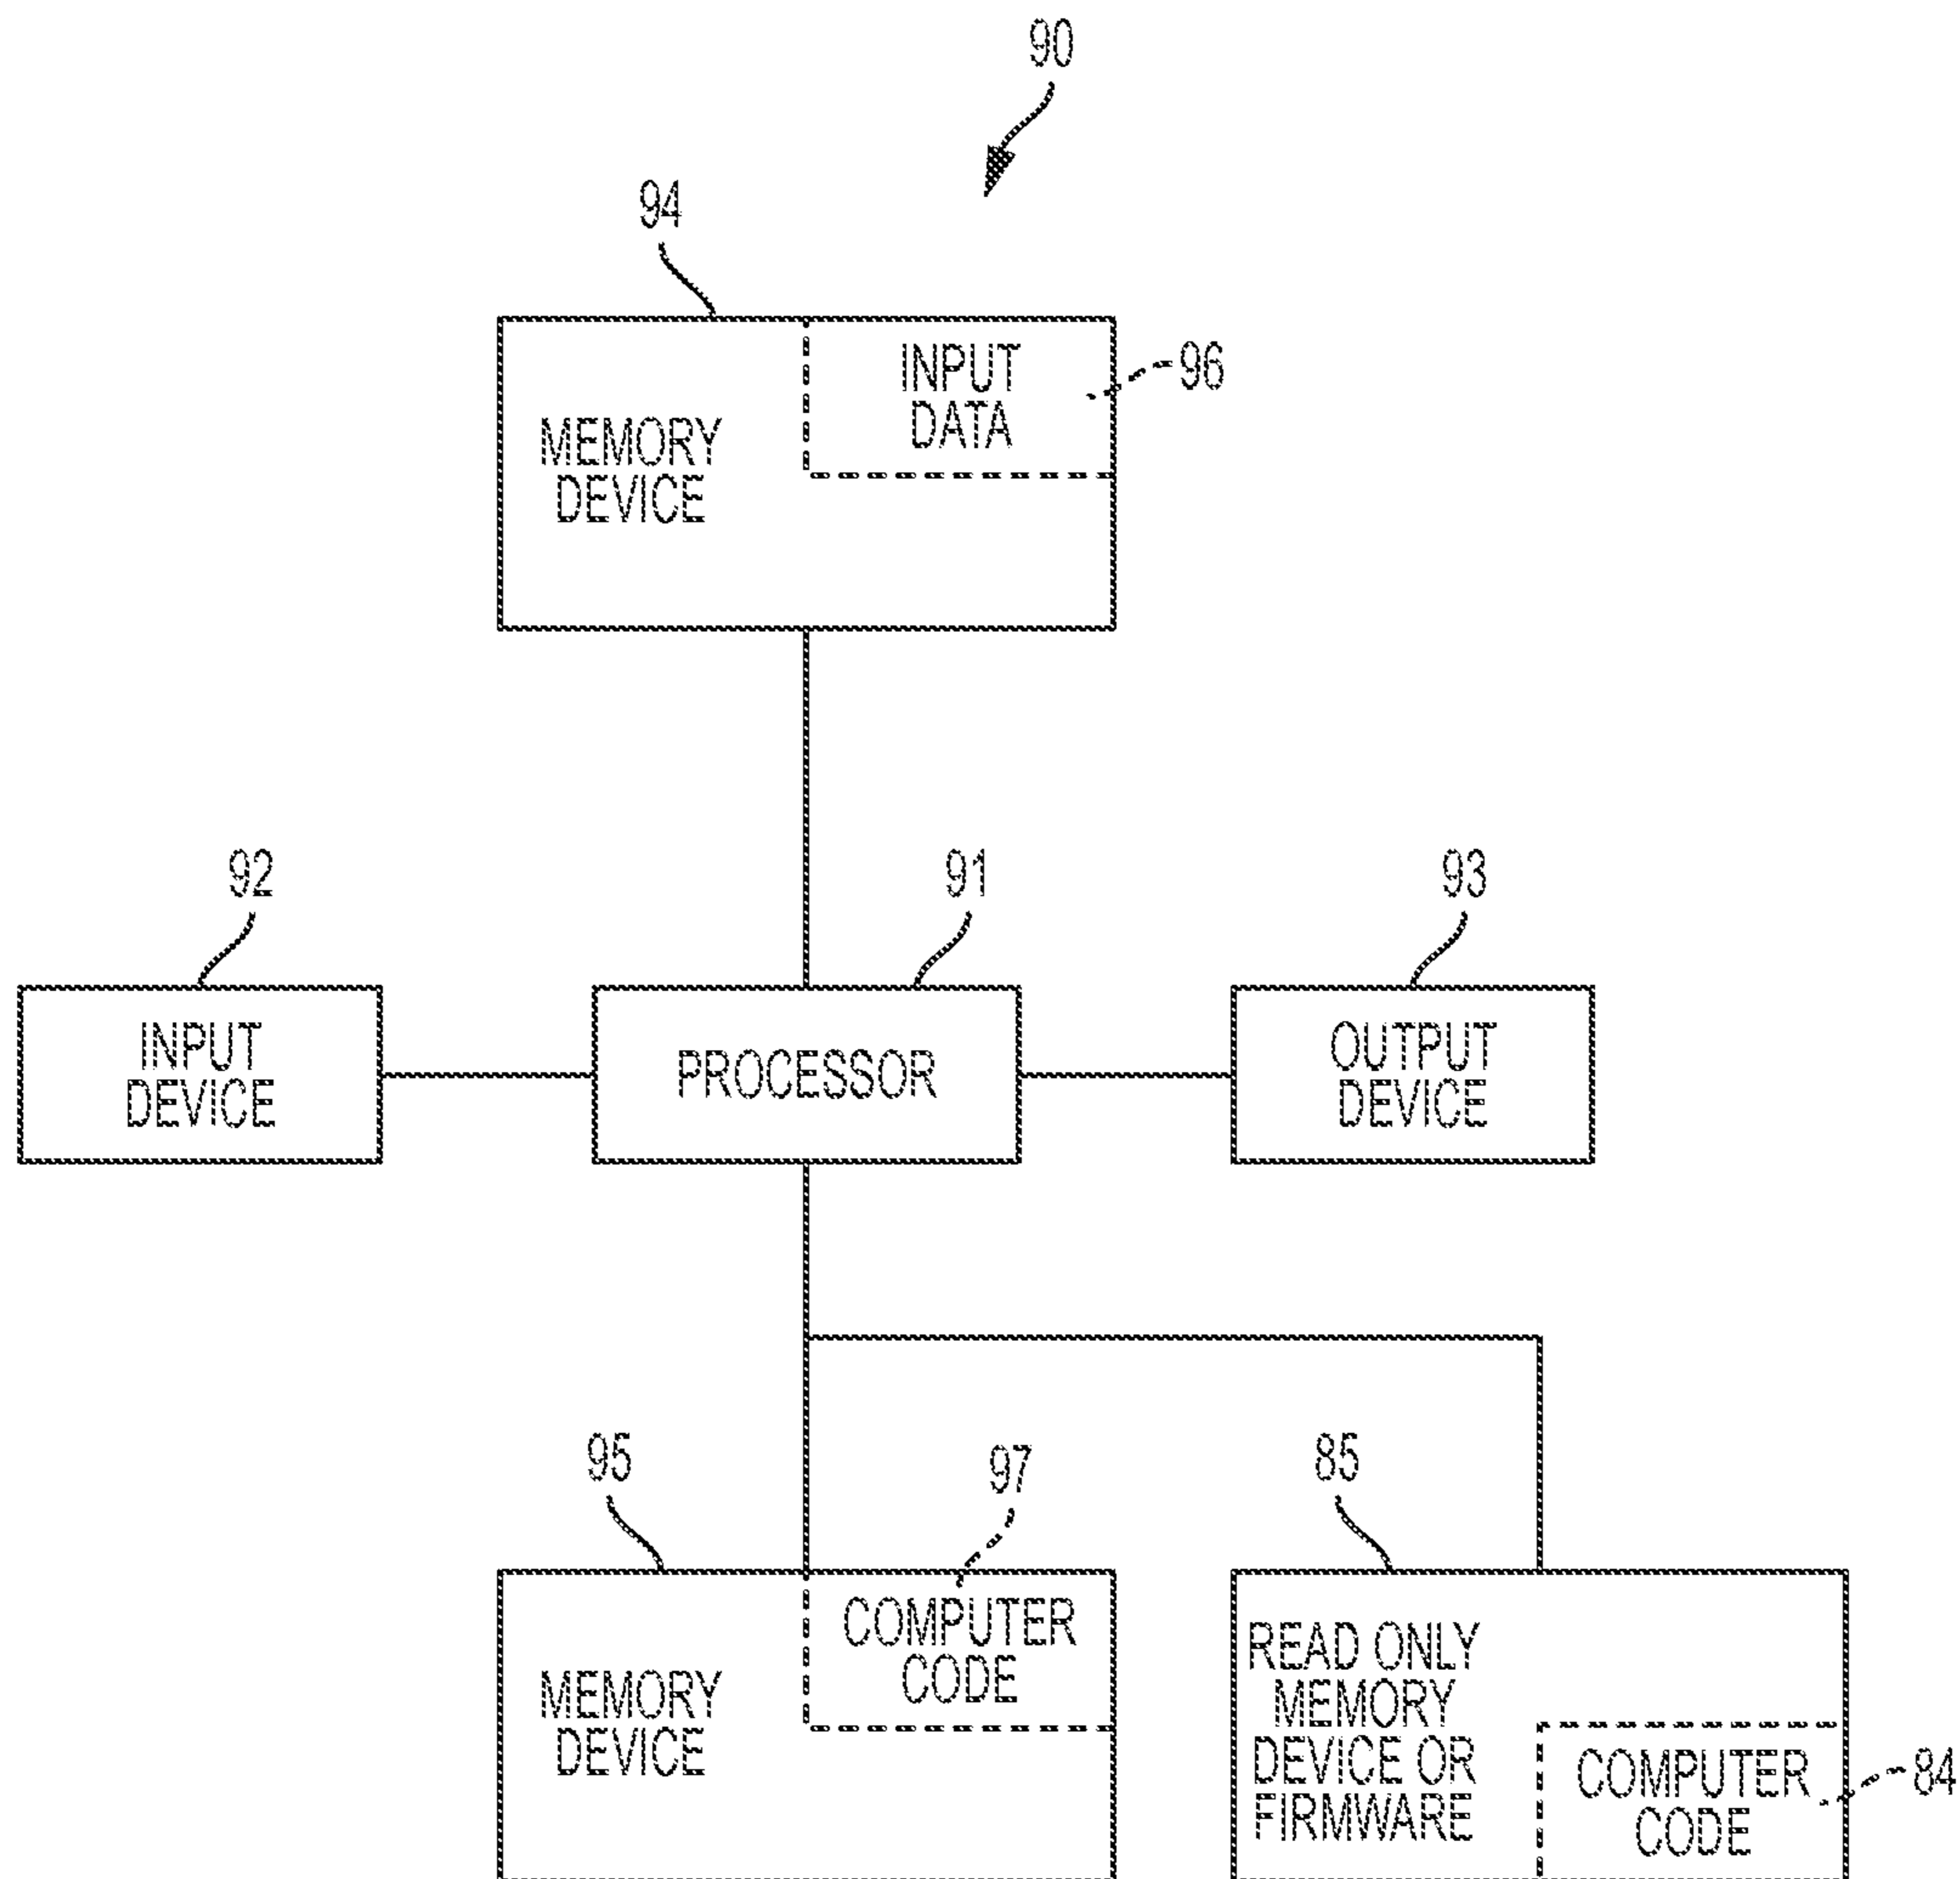 90
94
INPUT
DATA
96
MEMORY
DEVICE
92
91
93
INPUT
DEVICE
PROCESSOR
OUTPUT
DEVICE
95
97
85
COMPUTER
CODE
MEMORY
DEVICE
READ ONLY
MEMORY
DEVICE OR
FIRMWARE
COMPUTER
CODE
84